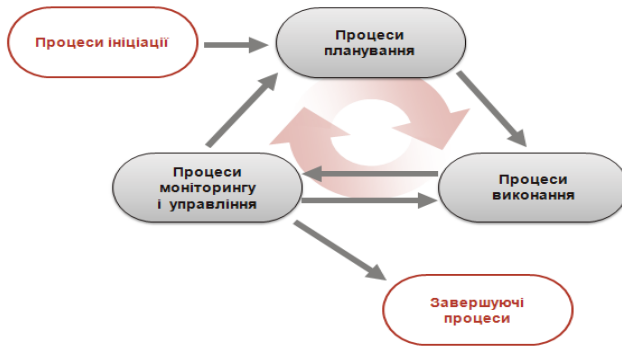 Процеси ініціації
Процеси
планування
Процеси
моніторингу
і управління
Процеси
виконання
Завершуючі
процеси